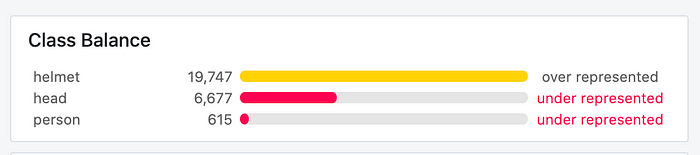 Class Balance
helmet 19,747 over represented
head 6,677 under represented
person 615 under represented